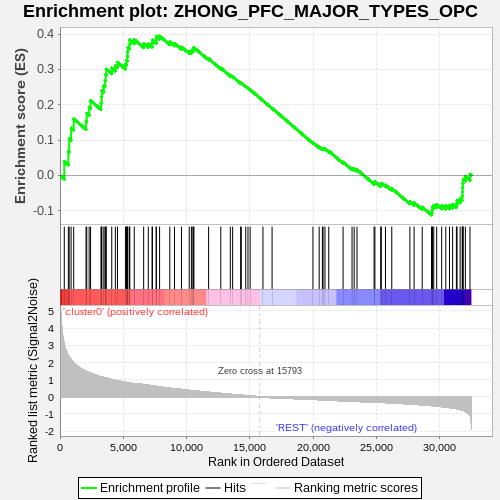 Enrichment plot: ZHONG_PFC_MAJOR_TYPES_OPC
Enrichment score (ES)
0.4
0.3
0.2
0.1
0.0
-0.1
Ranked list metric (Signal2Noise)
5
4
3
2
1
0
-1
-2
'cluster0' (positively correlated)
Zero cross at 15793
'REST' (negatively correlated)
0
5,000
10,000
15,000
20,000
25,000
30,000
Rank in Ordered Dataset
Enrichment profile
Hits
Ranking metric scores